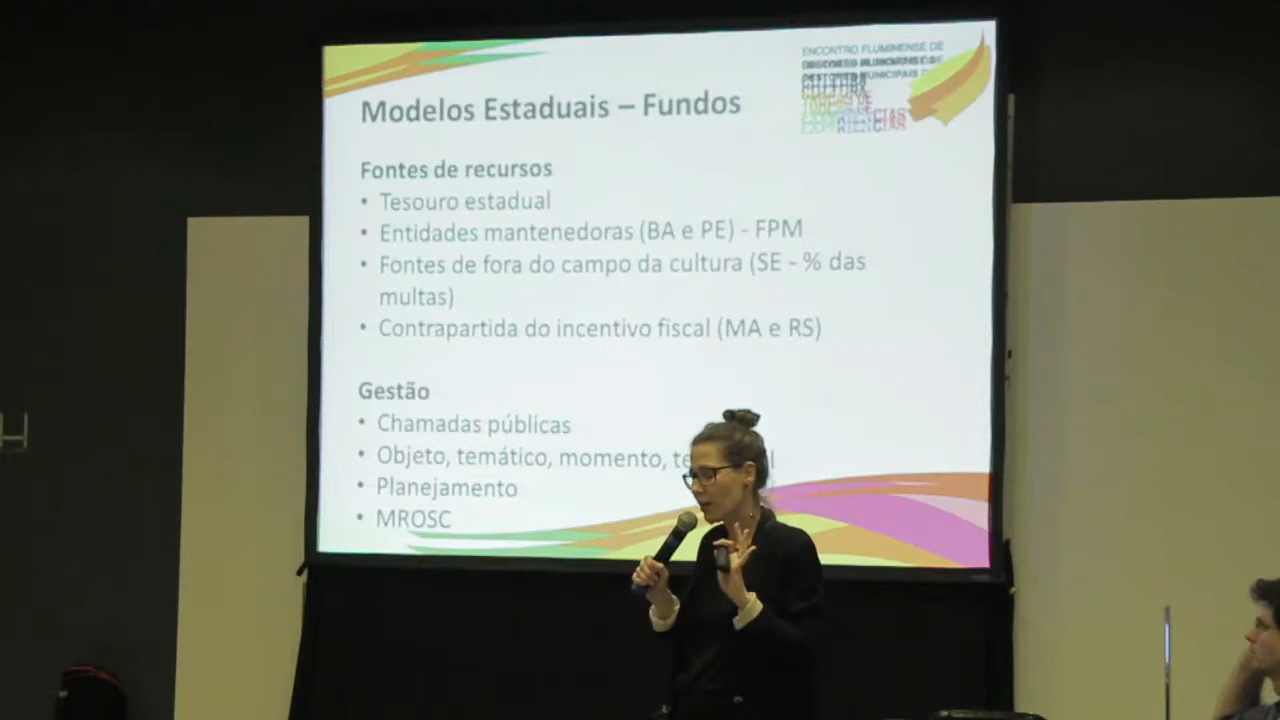 ENCONTRO FLUMINENSE DE
CULTURA
Modelos Estaduais – Fundos
Fontes de recursos
• Tesouro estadual
• Entidades mantenedoras (BA e PE) - FPM
• Fontes de fora do campo da cultura (SE - % das
multas)
• Contrapartida do incentivo fiscal (MA e RS)
Gestão
• Chamadas públicas
• Objeto, temático, momento,
• Planejamento
• MROSC
H